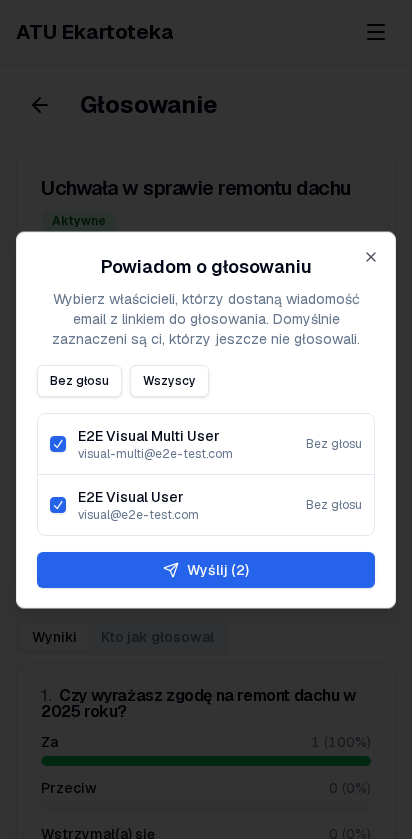 ATU Ekartoteka
Głosowanie
Uchwała w sprawie remontu dachu
Aktywne
Powiadom o głosowaniu
Wybierz właścicieli, którzy dostaną wiadomość
email z linkiem do głosowania. Domyślnie
zaznaczeni są ci, którzy jeszcze nie głosowali.
Bez głosu
Wszyscy
E2E Visual Multi User
Bez głosu
visual-multi@e2e-test.com
E2E Visual User
Bez głosu
visual@e2e-test.com
Wyślij (2)
Wyniki
Kto jak głosował
1. Czy wyrażasz zgodę na remont dachu w
2025 roku?
Za
1 (100%)
Przeciw
0 (0%)
Wstrzymał(a) się
0 (0%)